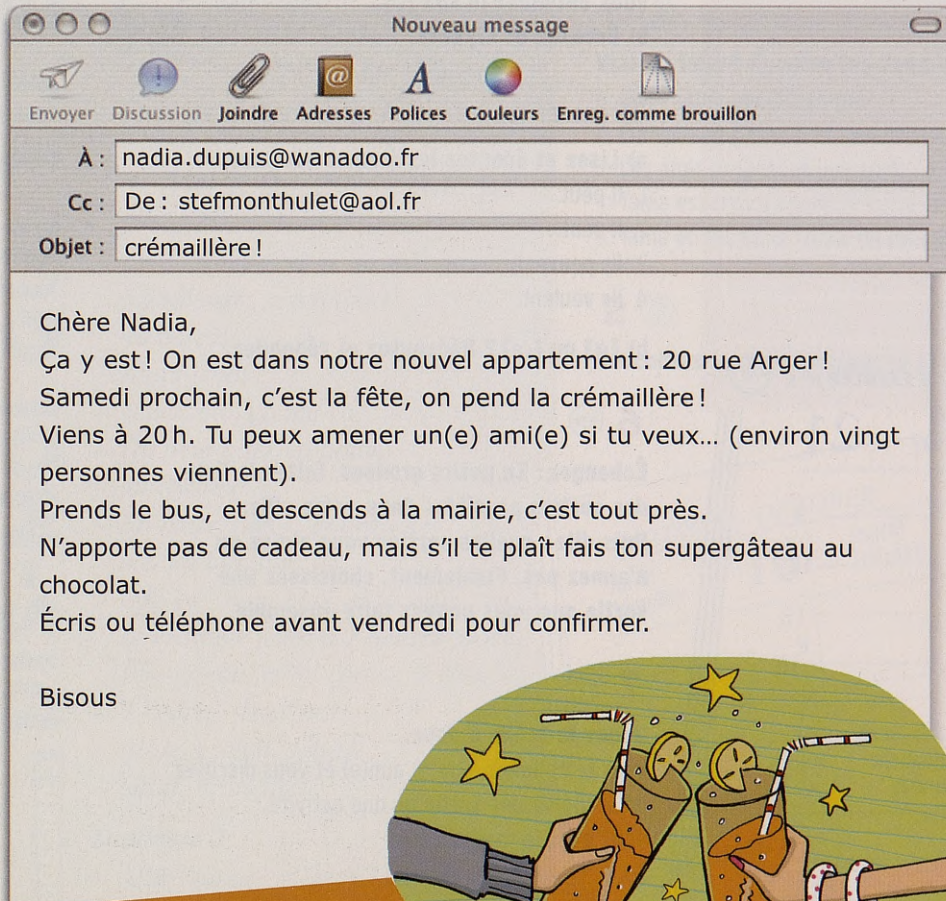 Nouveau message
Envoyer Discussion Joindre Adresses Polices Couleurs Enreg. comme brouillon
À : nadia.dupuis@wanadoo.fr
Cc : De : stefmonthulet@aol.fr
Objet : crémaillère !
Chère Nadia,
Ça y est ! On est dans notre nouvel appartement : 20 rue Arger !
Samedi prochain, c'est la fête, on pend la crémaillère !
Viens à 20 h. Tu peux amener un(e) ami(e) si tu veux… (environ vingt
personnes viennent).
Prends le bus, et descends à la mairie, c'est tout près.
N'apporte pas de cadeau, mais s'il te plaît fais ton supergâteau au
chocolat.
Écris ou téléphone avant vendredi pour confirmer.
Bisous